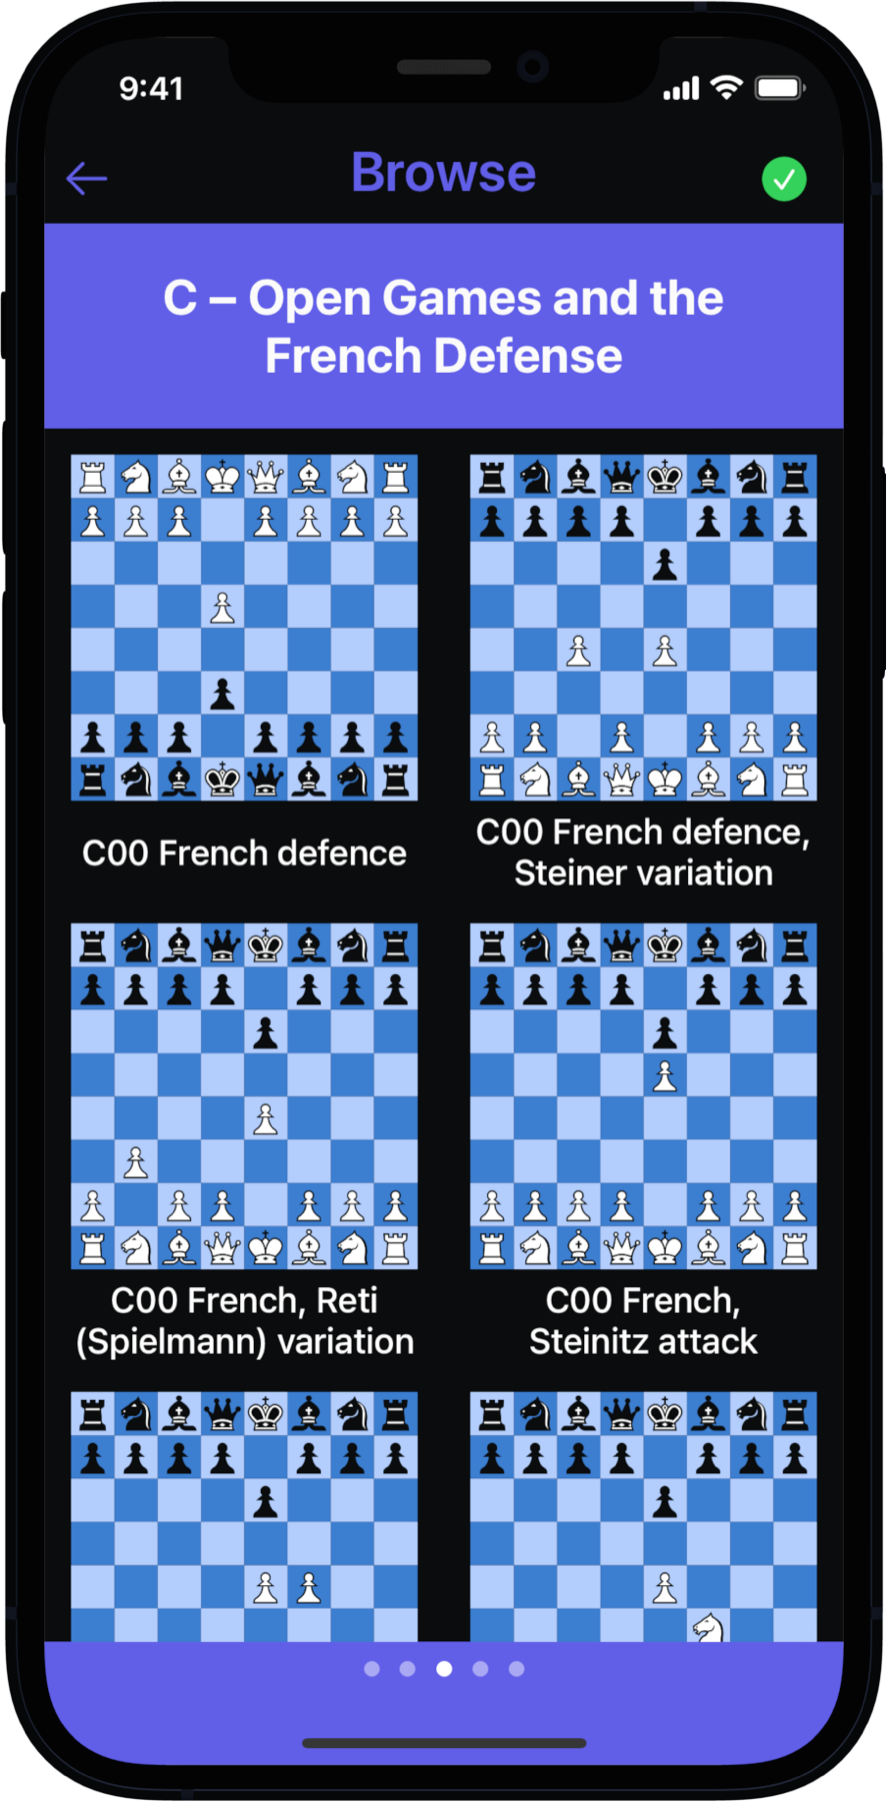 9:41
Browse
C – Open Games and the
French Defense
C00 French defence
C00 French defence,
Steiner variation
C00 French, Reti
(Spielmann) variation
C00 French,
Steinitz attack